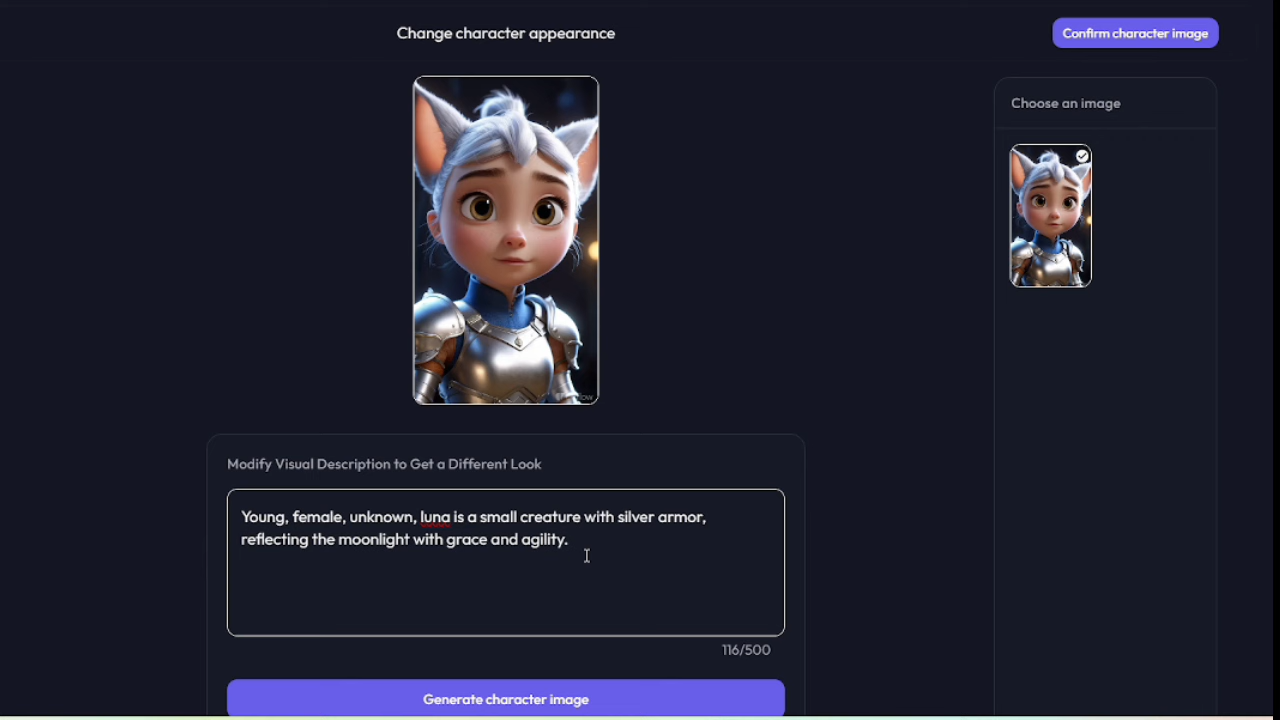 Change character appearance
Confirm character image
Choose an image
Modify Visual Description to Get a Different Look
Young, female, unknown, luna is a small creature with silver armor,
reflecting the moonlight with grace and agility.
116/500
Generate character image